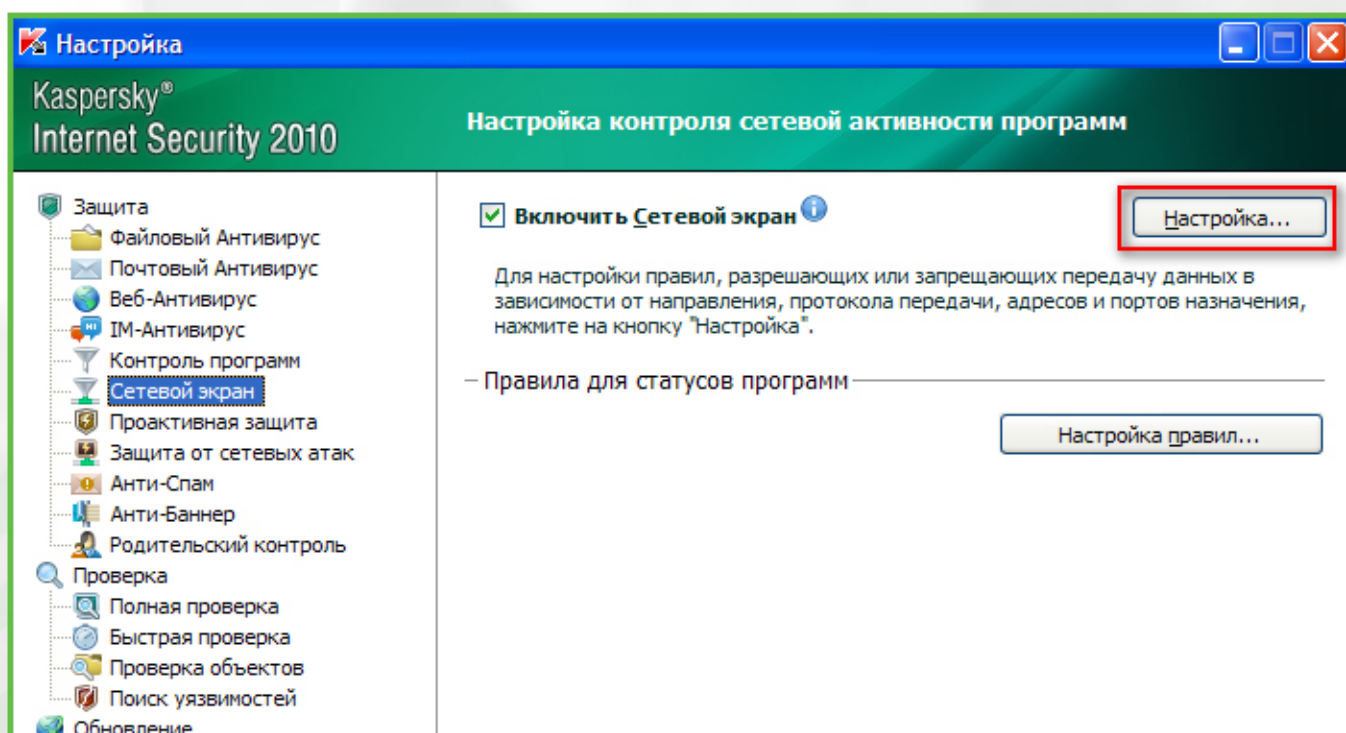 Настройка
Kaspersky®
Internet Security 2010
Настройка контроля сетевой активности программ
Защита
Файловый Антивирус
Почтовый Антивирус
Веб-Антивирус
IM-Антивирус
Контроль программ
Сетевой экран
Проактивная защита
Защита от сетевых атак
Анти-Спам
Анти-Баннер
Родительский контроль
Проверка
Полная проверка
Быстрая проверка
Проверка объектов
Поиск уязвимостей
Обновление
Включить Сетевой экран
Настройка...
Для настройки правил, разрешающих или запрещающих передачу данных в
зависимости от направления, протокола передачи, адресов и портов назначения,
нажмите на кнопку "Настройка".
Правила для статусов программ
Настройка правил...